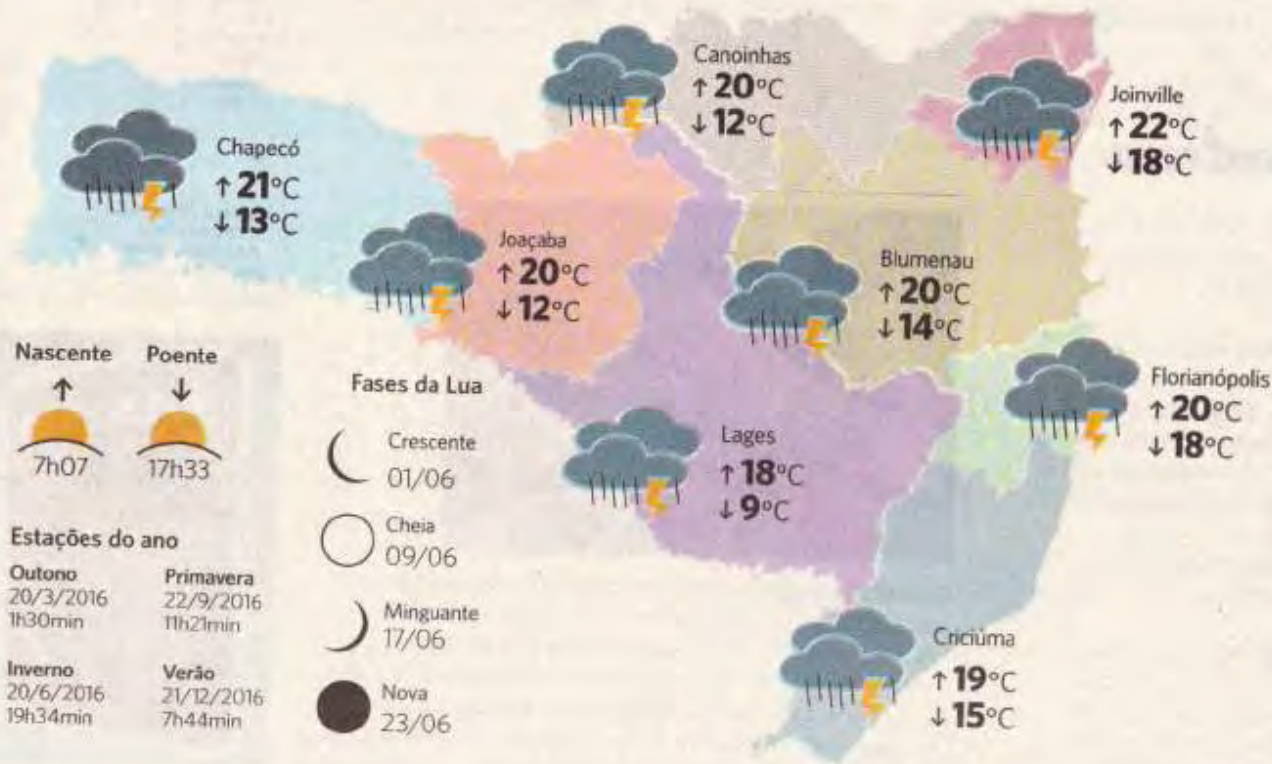 Canoinhas
↑ 20°C
↓ 12°C
Joinville
↑ 22°C
↓ 18°C
Chapecó
↑ 21°C
↓ 13°C
Joaçaba
↑ 20°C
↓ 12°C
Blumenau
↑ 20°C
↓ 14°C
Florianópolis
↑ 20°C
↓ 18°C
Lages
↑ 18°C
↓ 9°C
Criciúma
↑ 19°C
↓ 15°C
Nascente Poente
↑ ↓
7h07 17h33
Estações do ano
Outono
20/3/2016
1h30min
Primavera
22/9/2016
11h21min
Inverno
20/6/2016
19h34min
Verão
21/12/2016
7h44min
Fases da Lua
Crescente
01/06
Cheia
09/06
Minguante
17/06
Nova
23/06